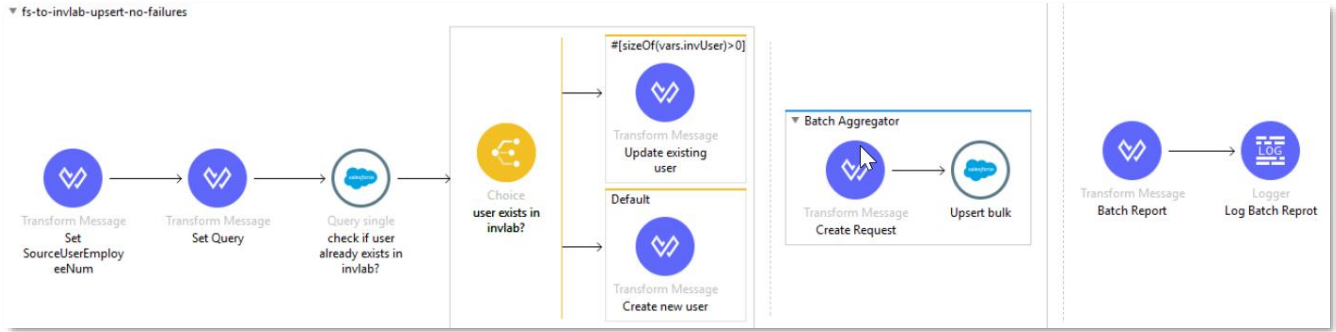 fs-to-invlab-upsert-no-failures
Transform Message
Set
SourceUserEmploy
eeNum
Transform Message
Set Query
salesforce
Query single
check if user
already exists in
invlab?
Choice
user exists in
invlab?
#[sizeOf(vars.invUser)>0]
Transform Message
Update existing
user
Default
Transform Message
Create new user
Batch Aggregator
Transform Message
Create Request
salesforce
Upsert bulk
Transform Message
Batch Report
LOG
Logger
Log Batch Reprot